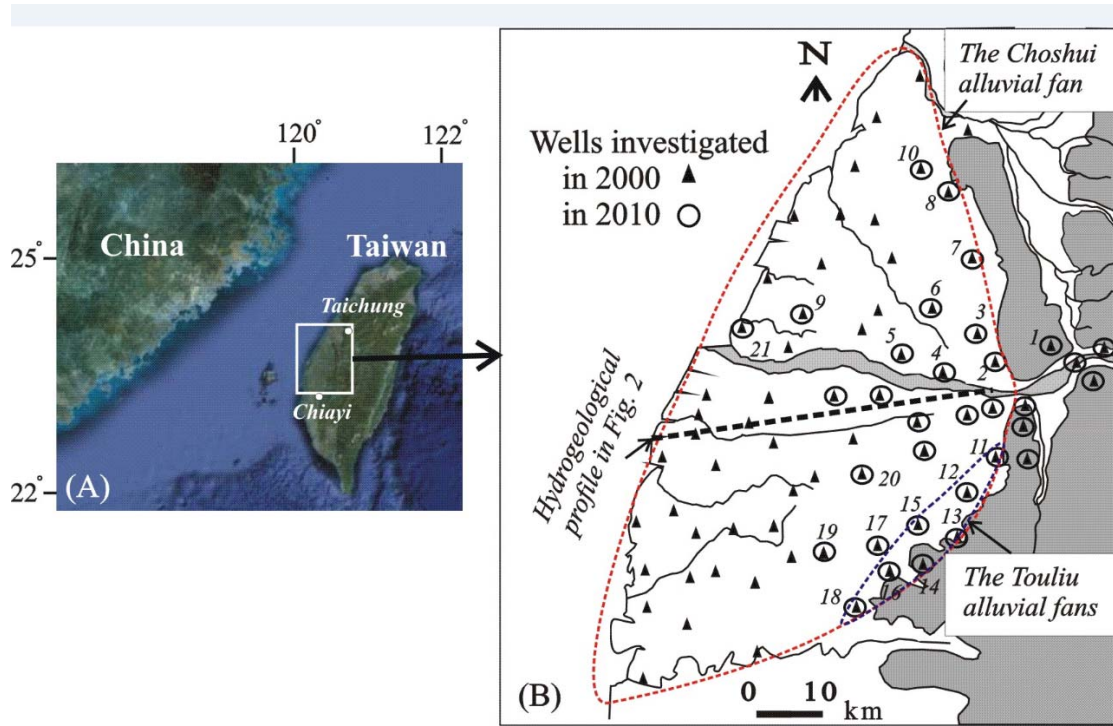 120°
122°
25°
22°
China
Taiwan
Taichung
Chiayi
(A)
N
The Choshui
alluvial fan
Wells investigated
in 2000
in 2010
10
8
7
6
3
9
21
5
4
2
1
Hydrogeological
profile in Fig. 2
11
12
20
15
13
17
19
16
14
18
The Touliu
alluvial fans
(B)
0 10
km